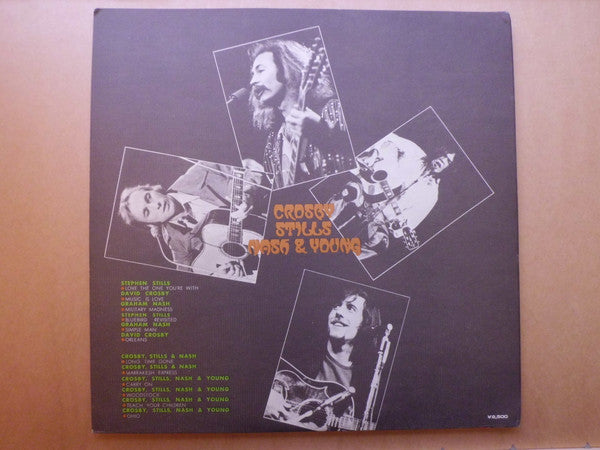 CROSBY
STILLS
NASH & YOUNG
STEPHEN STILLS
LOVE THE ONE YOU'RE WITH
DAVID CROSBY
MUSIC IS LOVE
GRAHAM NASH
MILITARY MADNESS
STEPHEN STILLS
BLUEBIRD REVISITED
GRAHAM NASH
SIMPLE MAN
DAVID CROSBY
ORLEANS
CROSBY, STILLS & NASH
LONG TIME GONE
CROSBY, STILLS & NASH
MARRAKESH EXPRESS
CROSBY, STILLS, NASH & YOUNG
CARRY ON
CROSBY, STILLS, NASH & YOUNG
WOODSTOCK
CROSBY, STILLS, NASH & YOUNG
TEACH YOUR CHILDREN
CROSBY, STILLS, NASH & YOUNG
OHIO
¥2,500